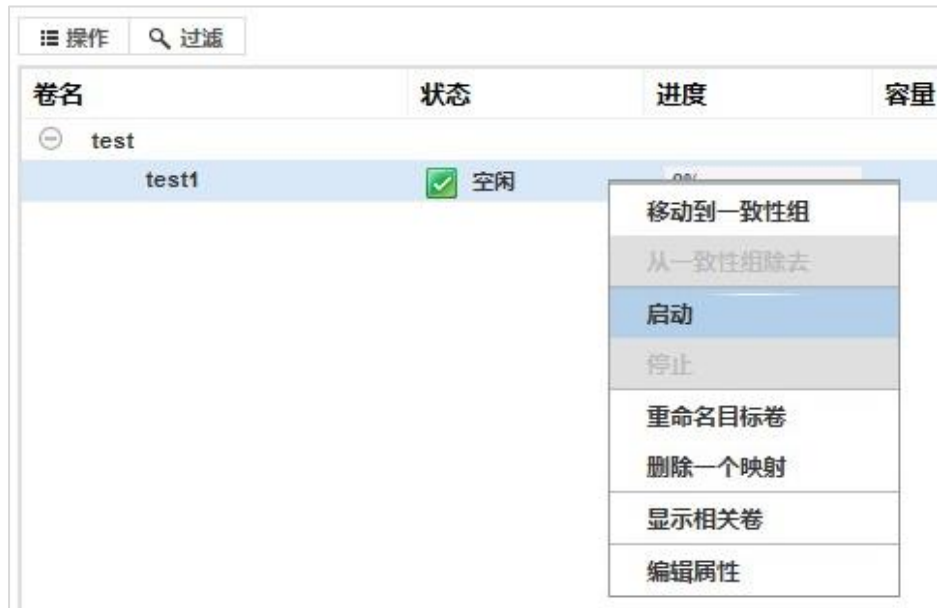 操作 过滤
卷名 状态 进度 容量
test
test1 空闲 0%
移动到一致性组
从一致性组除去
启动
停止
重命名目标卷
删除一个映射
显示相关卷
编辑属性